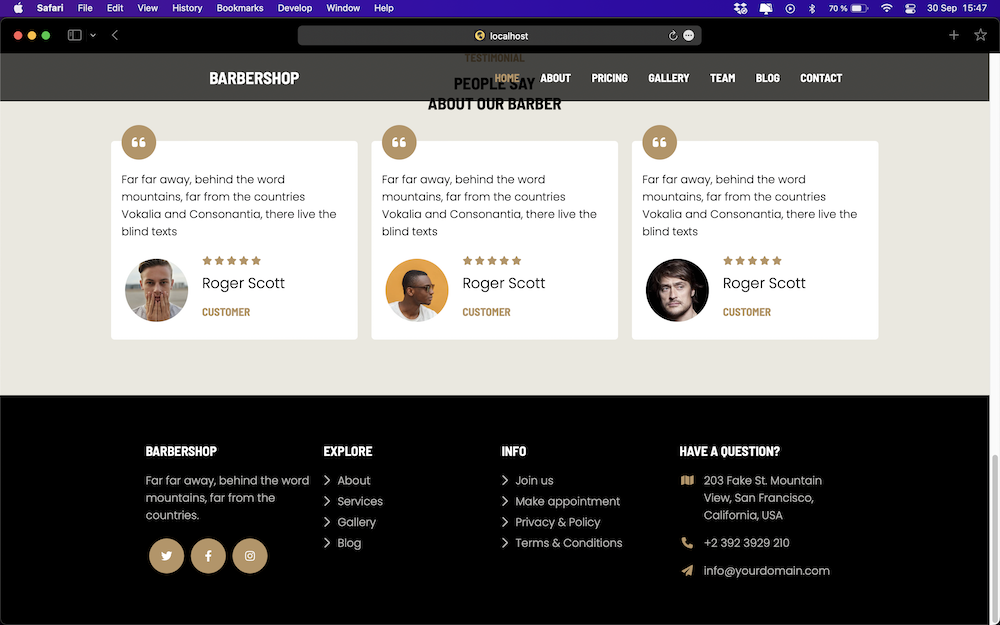 Safari File Edit View History Bookmarks Develop Window Help 70 % 30 Sep 15:47
localhost
TESTIMONIAL
BARBERSHOP HOME ABOUT PRICING GALLERY TEAM BLOG CONTACT
PEOPLE SAY
ABOUT OUR BARBER
Far far away, behind the word
mountains, far from the countries
Vokalia and Consonantia, there live the
blind texts
Roger Scott
CUSTOMER
Far far away, behind the word
mountains, far from the countries
Vokalia and Consonantia, there live the
blind texts
Roger Scott
CUSTOMER
Far far away, behind the word
mountains, far from the countries
Vokalia and Consonantia, there live the
blind texts
Roger Scott
CUSTOMER
BARBERSHOP
Far far away, behind the word
mountains, far from the
countries.
EXPLORE
About
Services
Gallery
Blog
INFO
Join us
Make appointment
Privacy & Policy
Terms & Conditions
HAVE A QUESTION?
203 Fake St. Mountain
View, San Francisco,
California, USA
+2 392 3929 210
info@yourdomain.com